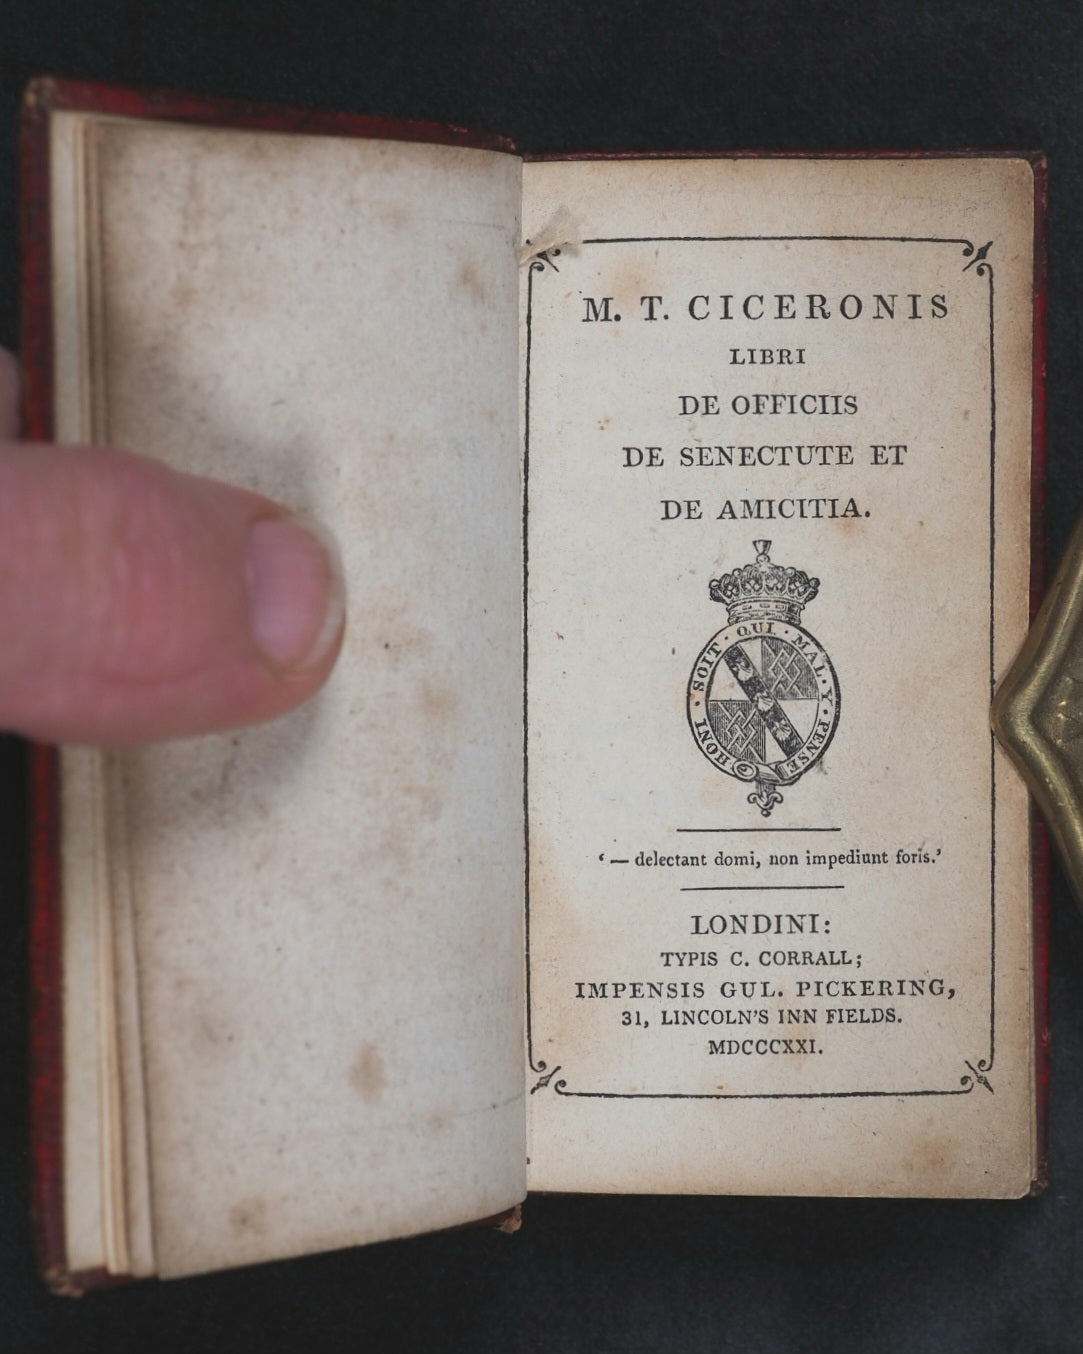 M. T. CICERONIS
LIBRI
DE OFFICIIS
DE SENECTUTE ET
DE AMICITIA.
HONI · SOIT · QUI · MAL · Y · PENSE
‘ — delectant domi, non impediunt foris.’
LONDINI:
TYPIS C. CORRALL;
IMPENSIS GUL. PICKERING,
31, LINCOLN'S INN FIELDS.
MDCCCXXI.